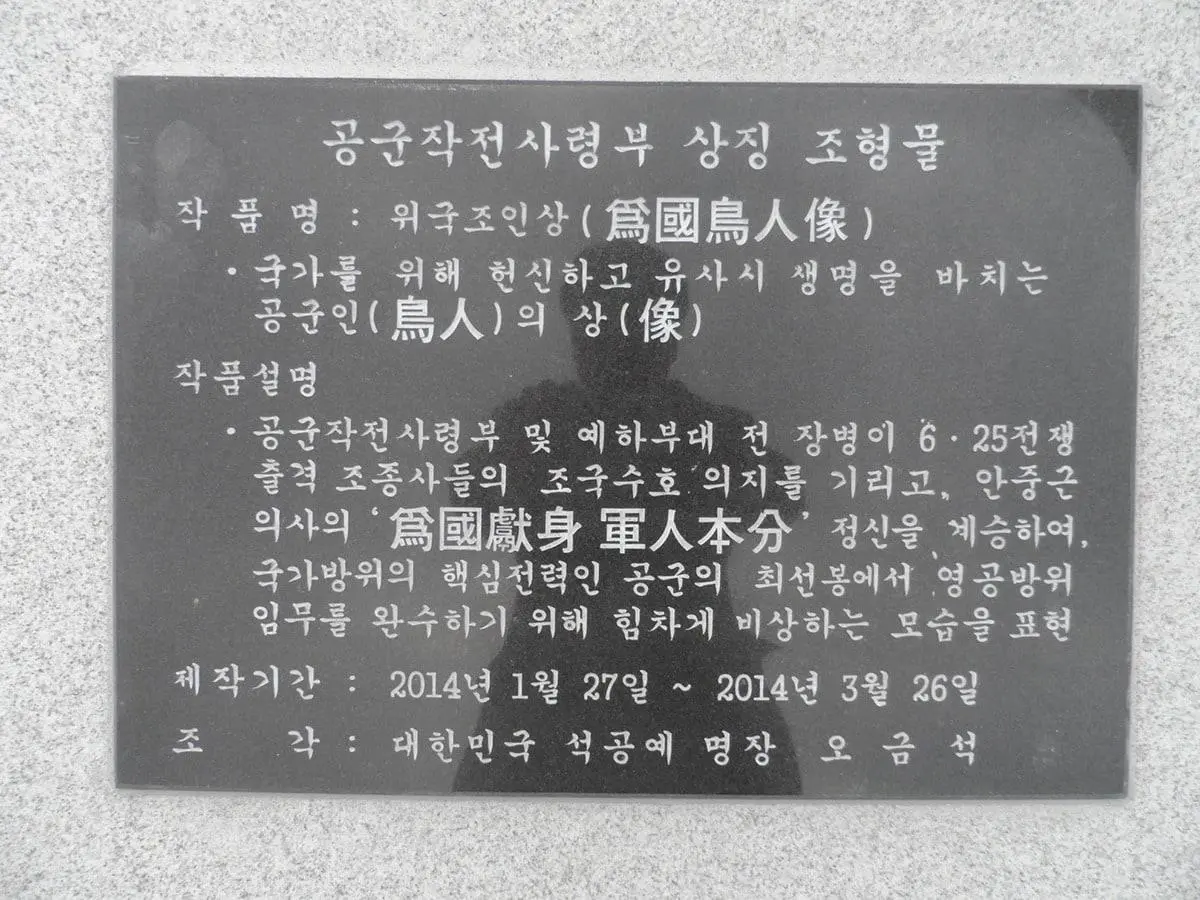 공군작전사령부 상징 조형물
작 품 명 : 위국조인상(爲國鳥人像)
· 국가를 위해 헌신하고 유사시 생명을 바치는
공군인(鳥人)의 상(像)
작품설명
· 공군작전사령부 및 예하부대 전 장병이 6·25전쟁
출격 조종사들의 조국수호 의지를 기리고, 안중근
의사의 '爲國獻身 軍人本分' 정신을 계승하여,
국가방위의 핵심전력인 공군의 최선봉에서 영공방위
임무를 완수하기 위해 힘차게 비상하는 모습을 표현
제작기간 : 2014년 1월 27일 ~ 2014년 3월 26일
조 각 : 대한민국 석공예 명장 오 금 석